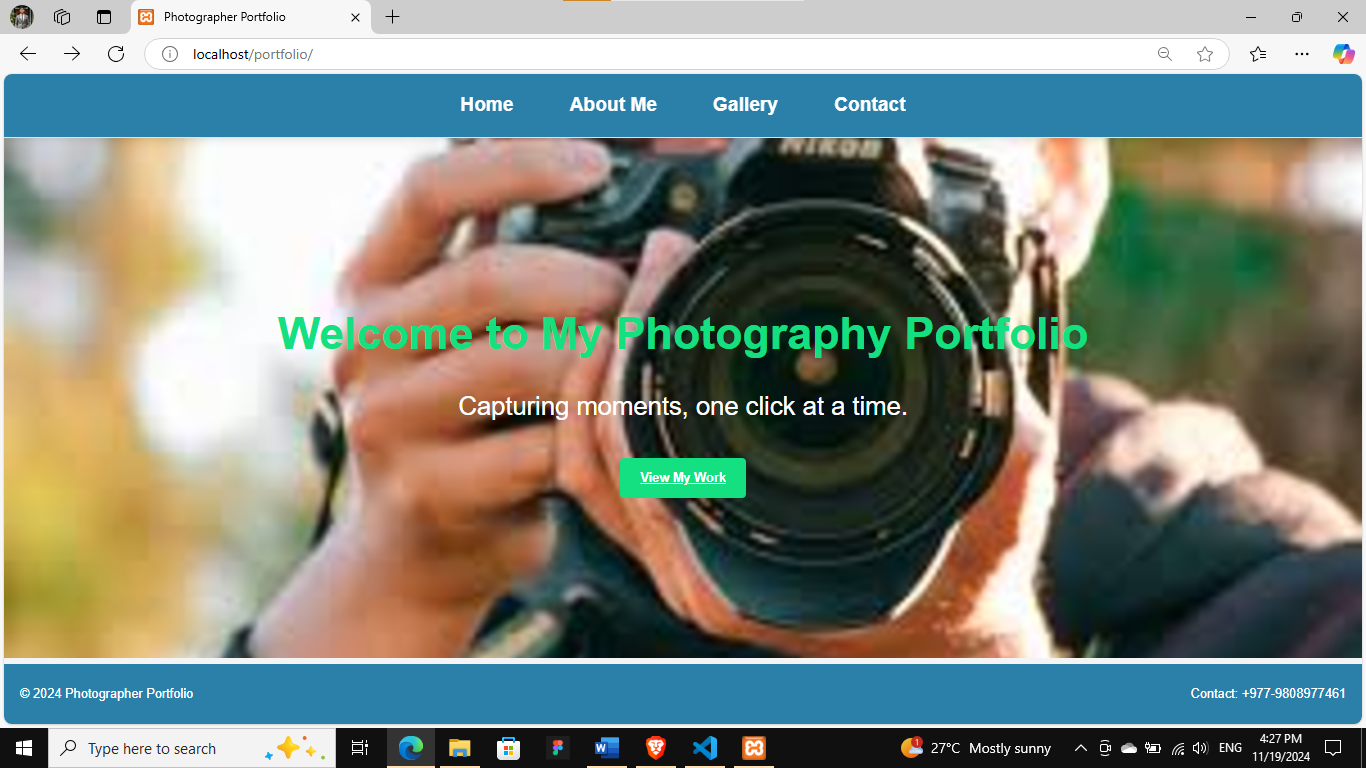 Photographer Portfolio
localhost/portfolio/
Home About Me Gallery Contact
NIKON
Welcome to My Photography Portfolio
Capturing moments, one click at a time.
View My Work
© 2024 Photographer Portfolio
Contact: +977-9808977461
Type here to search
1
27°C Mostly sunny
ENG
4:27 PM
11/19/2024